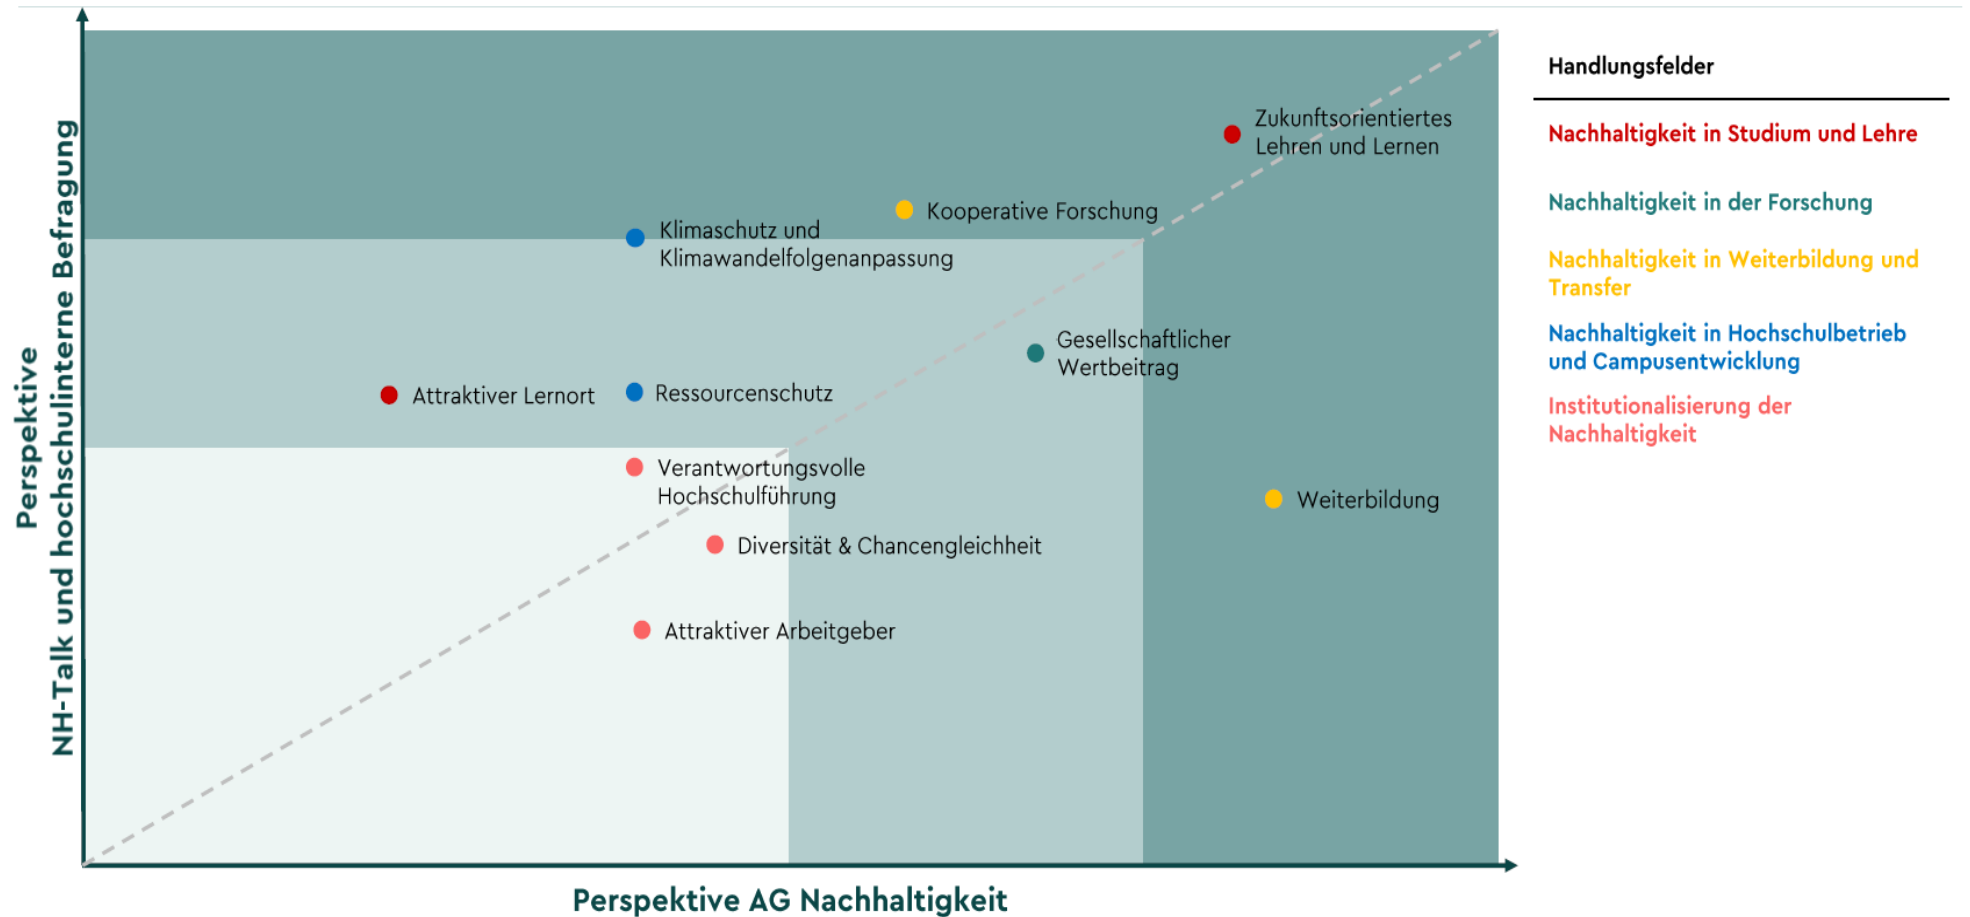 Perspektive
NH-Talk und hochschulinterne Befragung
Zukunftsorientiertes
Lehren und Lernen
Kooperative Forschung
Klimaschutz und
Klimawandelfolgenanpassung
Gesellschaftlicher
Wertbeitrag
Attraktiver Lernort
Ressourcenschutz
Verantwortungsvolle
Hochschulführung
Weiterbildung
Diversität & Chancengleichheit
Attraktiver Arbeitgeber
Perspektive AG Nachhaltigkeit
Handlungsfelder
Nachhaltigkeit in Studium und Lehre
Nachhaltigkeit in der Forschung
Nachhaltigkeit in Weiterbildung und
Transfer
Nachhaltigkeit in Hochschulbetrieb
und Campusentwicklung
Institutionalisierung der
Nachhaltigkeit